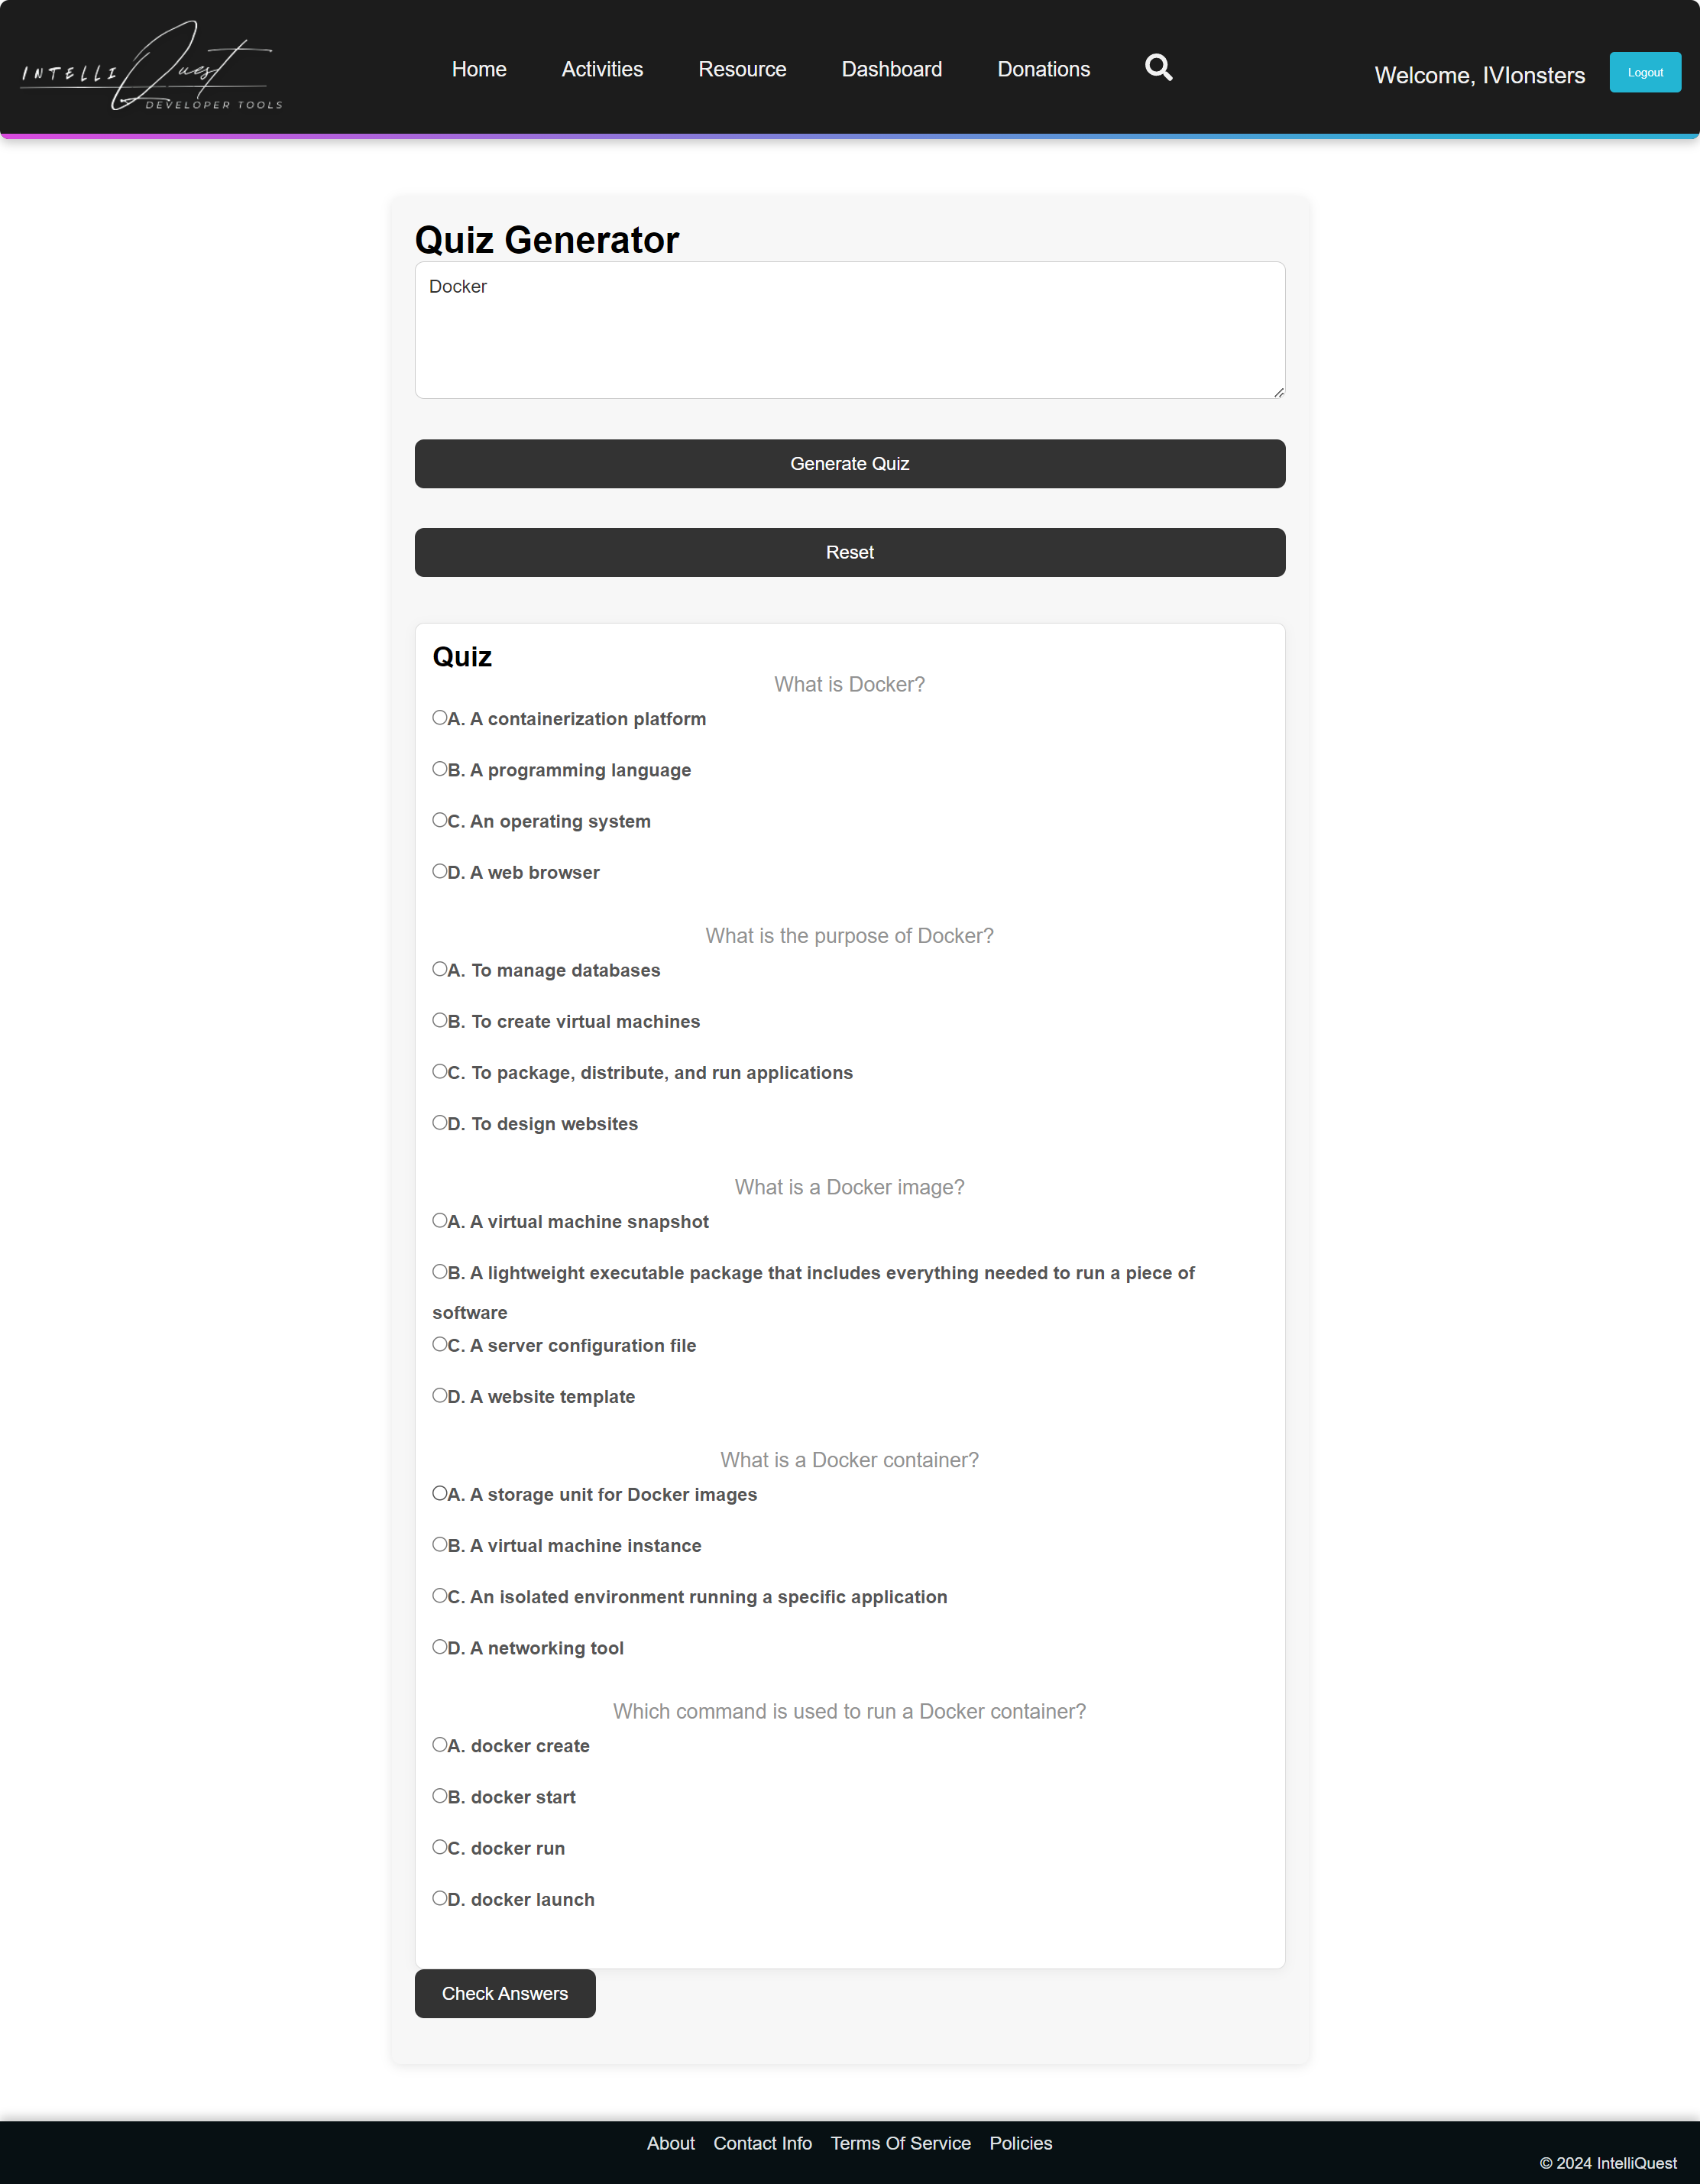 INTELLI Quest
DEVELOPER TOOLS
Home Activities Resource Dashboard Donations
Welcome, IVIonsters
Logout
Quiz Generator
Docker
Generate Quiz
Reset
Quiz
What is Docker?
A. A containerization platform
B. A programming language
C. An operating system
D. A web browser
What is the purpose of Docker?
A. To manage databases
B. To create virtual machines
C. To package, distribute, and run applications
D. To design websites
What is a Docker image?
A. A virtual machine snapshot
B. A lightweight executable package that includes everything needed to run a piece of
software
C. A server configuration file
D. A website template
What is a Docker container?
A. A storage unit for Docker images
B. A virtual machine instance
C. An isolated environment running a specific application
D. A networking tool
Which command is used to run a Docker container?
A. docker create
B. docker start
C. docker run
D. docker launch
Check Answers
About Contact Info Terms Of Service Policies
© 2024 IntelliQuest